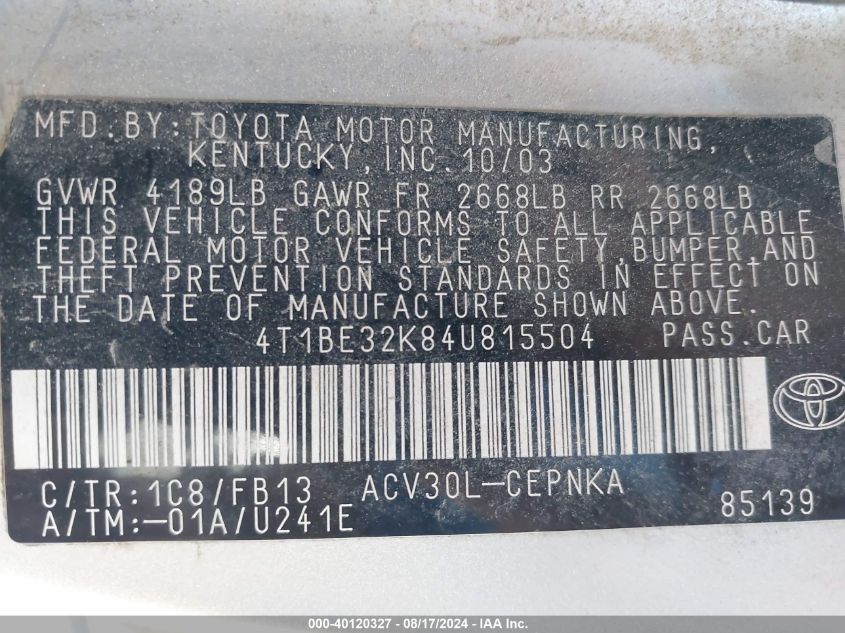 MFD.BY:TOYOTA MOTOR MANUFACTURING,
KENTUCKY,INC.10/03
GVWR 4189LB GAWR FR 2668LB RR 2668LB
THIS VEHICLE CONFORMS TO ALL APPLICABLE
FEDERAL MOTOR VEHICLE SAFETY,BUMPER,AND
THEFT PREVENTION STANDARDS IN EFFECT ON
THE DATE OF MANUFACTURE SHOWN ABOVE.
4T1BE32K84U815504 PASS.CAR
C/TR:1C8/FB13 ACV30L-CEPNKA
A/TM:-01A/U241E 85139
000-40120327 - 08/17/2024 - IAA Inc.